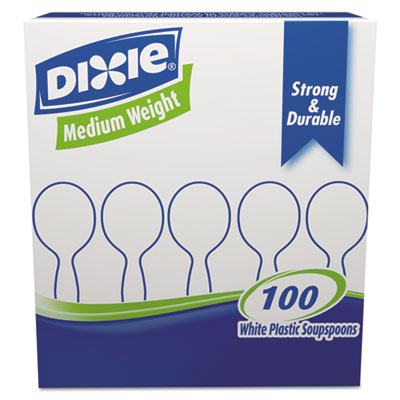 DIXIE®
Medium Weight
Strong
&
Durable
100
White Plastic Soupspoons